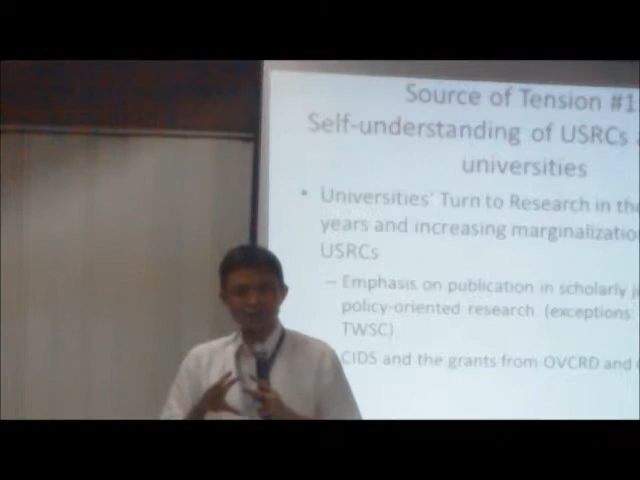 Source of Tension #1
Self-understanding of USRCs
universities
• Universities' Turn to Research in the
years and increasing
USRCs
– Emphasis on publication in scholarly
policy-oriented research (exceptions:
TWSC)
CIDS and the grants from OVCRD and